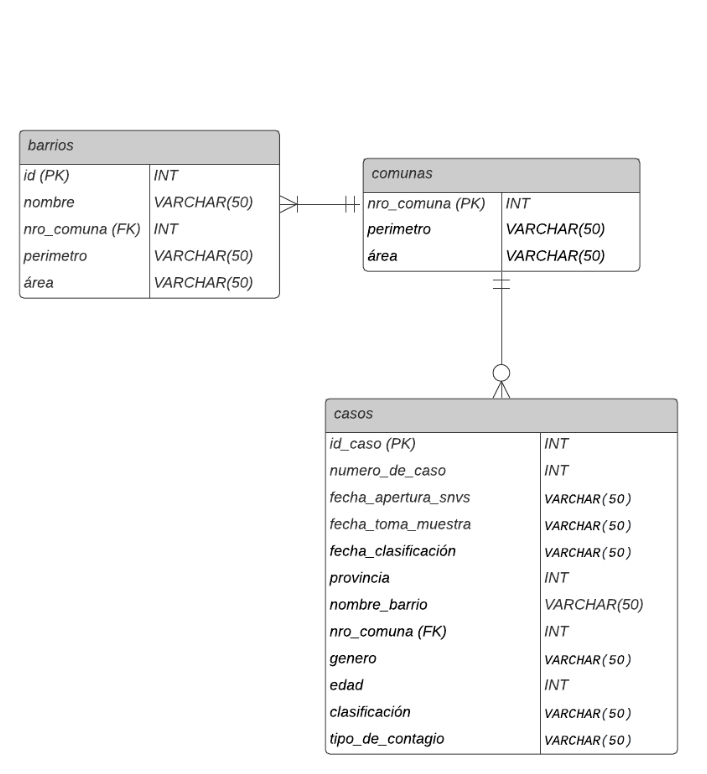 barrios
id (PK) INT
nombre VARCHAR(50)
nro_comuna (FK) INT
perimetro VARCHAR(50)
área VARCHAR(50)
comunas
nro_comuna (PK) INT
perimetro VARCHAR(50)
área VARCHAR(50)
casos
id_caso (PK) INT
numero_de_caso INT
fecha_apertura_snvs VARCHAR(50)
fecha_toma_muestra VARCHAR(50)
fecha_clasificación VARCHAR(50)
provincia INT
nombre_barrio VARCHAR(50)
nro_comuna (FK) INT
genero VARCHAR(50)
edad INT
clasificación VARCHAR(50)
tipo_de_contagio VARCHAR(50)